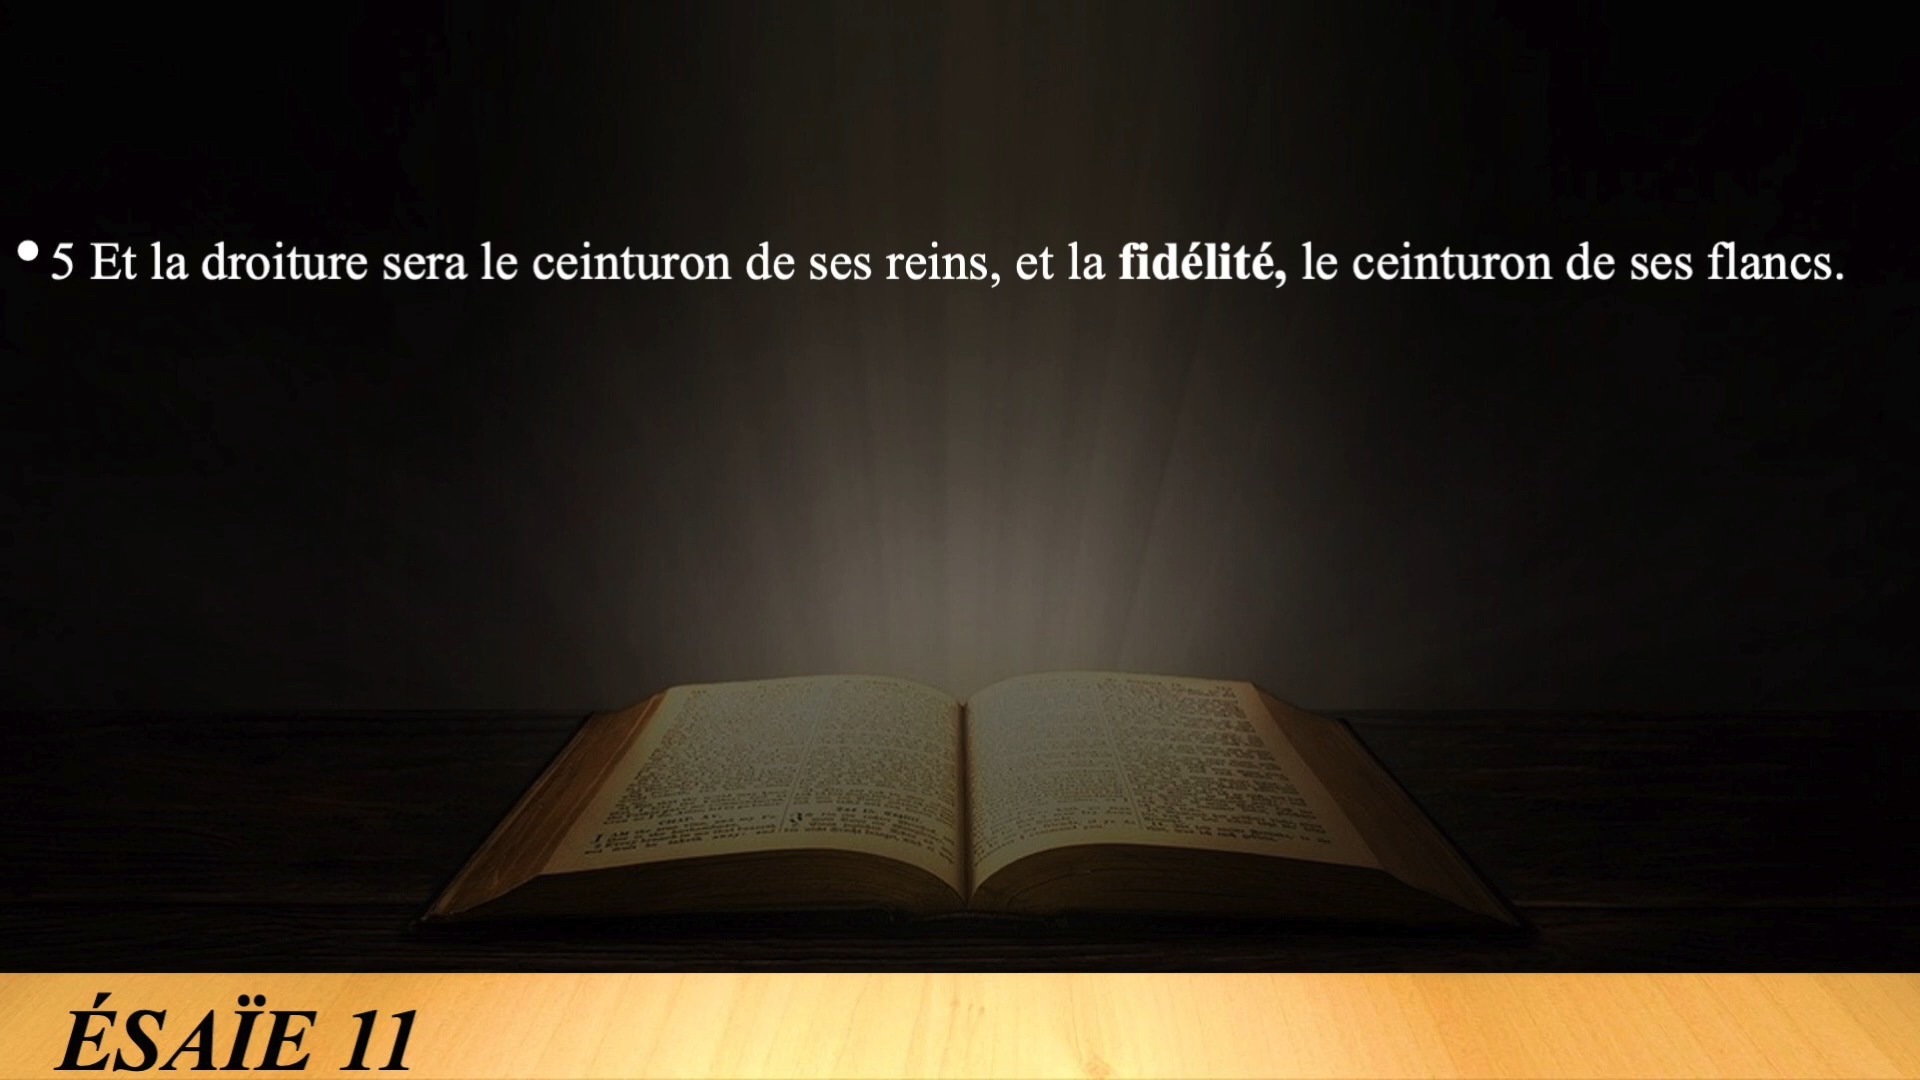 • 5 Et la droiture sera le ceinturon de ses reins, et la fidélité, le ceinturon de ses flancs.
ÉSAÏE 11